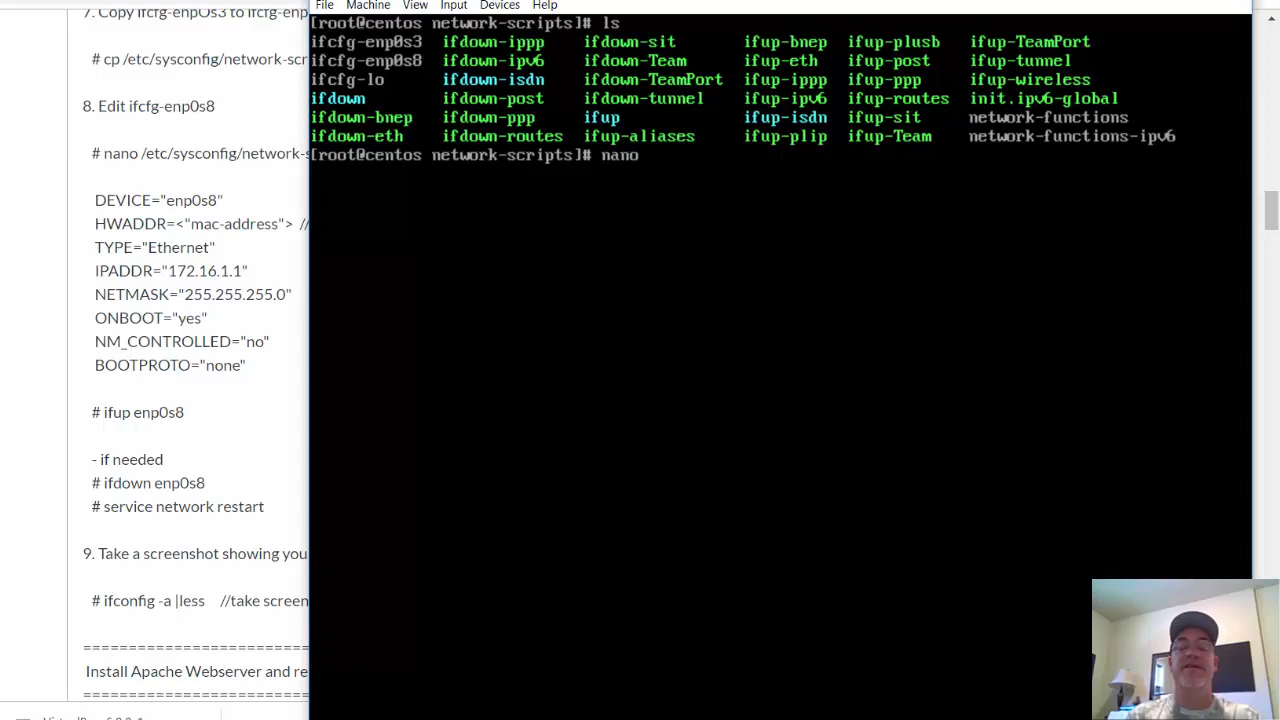 7. Copy ifcfg-enpOs3 to ifcfg-enp
# cp /etc/sysconfig/network-scr
8. Edit ifcfg-enp0s8
# nano /etc/sysconfig/network-s
DEVICE="enp0s8"
HWADDR=<"mac-address"> //
TYPE="Ethernet"
IPADDR="172.16.1.1"
NETMASK="255.255.255.0"
ONBOOT="yes"
NM_CONTROLLED="no"
BOOTPROTO="none"
# ifup enp0s8
- if needed
# ifdown enp0s8
# service network restart
9. Take a screenshot showing you
# ifconfig -a |less //take screen
===========================
Install Apache Webserver and re
===========================
File Machine View Input Devices Help
[root@centos network-scripts]# ls
ifcfg-enp0s3 ifdown-ippp ifdown-sit ifup-bnep ifup-plusb ifup-TeamPort
ifcfg-enp0s8 ifdown-ipv6 ifdown-Team ifup-eth ifup-post ifup-tunnel
ifcfg-lo ifdown-isdn ifdown-TeamPort ifup-ippp ifup-ppp ifup-wireless
ifdown ifdown-post ifdown-tunnel ifup-ipv6 ifup-routes init.ipv6-global
ifdown-bnep ifdown-ppp ifup ifup-isdn ifup-sit network-functions
ifdown-eth ifdown-routes ifup-aliases ifup-plip ifup-Team network-functions-ipv6
[root@centos network-scripts]# nano